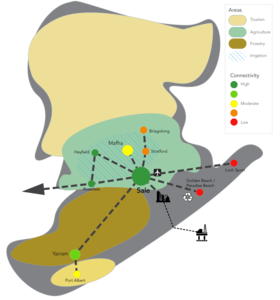 Areas
Tourism
Agriculture
Forestry
Irrigation
Connectivity
High
Moderate
Low
Briagolong
Maffra
Stratford
Heyfield
Loch Sport
Sale
Golden Beach /
Paradise Beach
Yarram
Port Albert